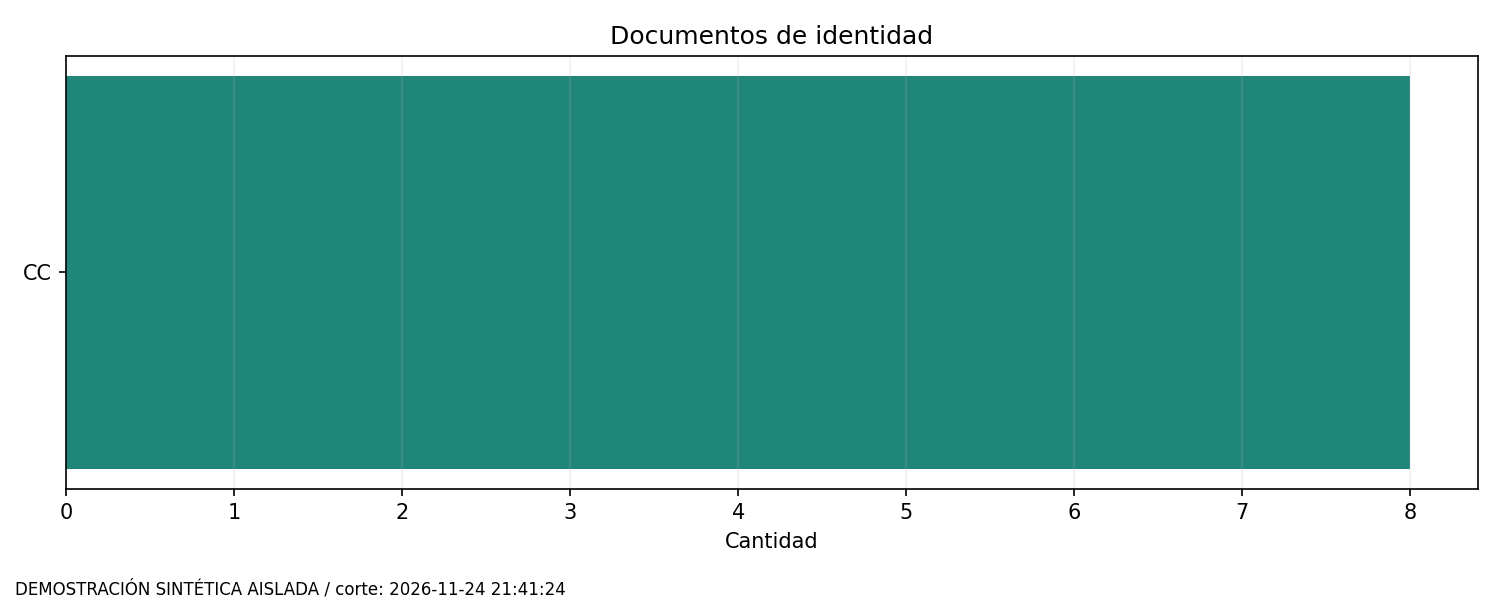 Documentos de identidad
CC
0 1 2 3 4 5 6 7 8
Cantidad
DEMOSTRACIÓN SINTÉTICA AISLADA / corte: 2026-11-24 21:41:24